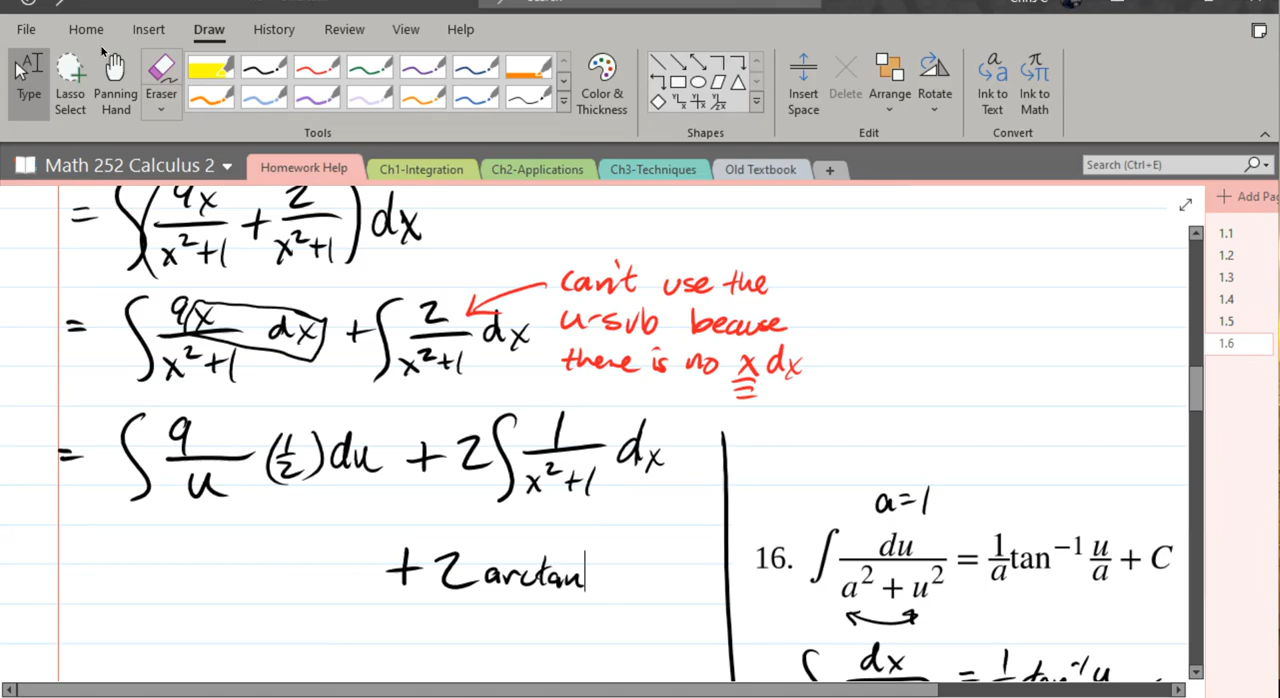 File Home Insert Draw History Review View Help
Type Lasso Select Panning Hand Eraser Color & Thickness Insert Space Delete Arrange Rotate Ink to Text Ink to Math
Tools Shapes Edit Convert
Math 252 Calculus 2 Homework Help Ch1-Integration Ch2-Applications Ch3-Techniques Old Textbook Search (Ctrl+E)
= ∫(9x/(x²+1) + 2/(x²+1)) dx
Add Pag
1.1
1.2
1.3
1.4
1.5
1.6
can't use the
u-sub because
there is no x dx
= ∫ 9x/(x²+1) dx + ∫ 2/(x²+1) dx
= ∫ 9/u (1/2) du + 2∫ 1/(x²+1) dx
+ 2 arctan
a=1
16. ∫ du/(a² + u²) = 1/a tan⁻¹ u/a + C
∫ dx = 1/a tan⁻¹ u